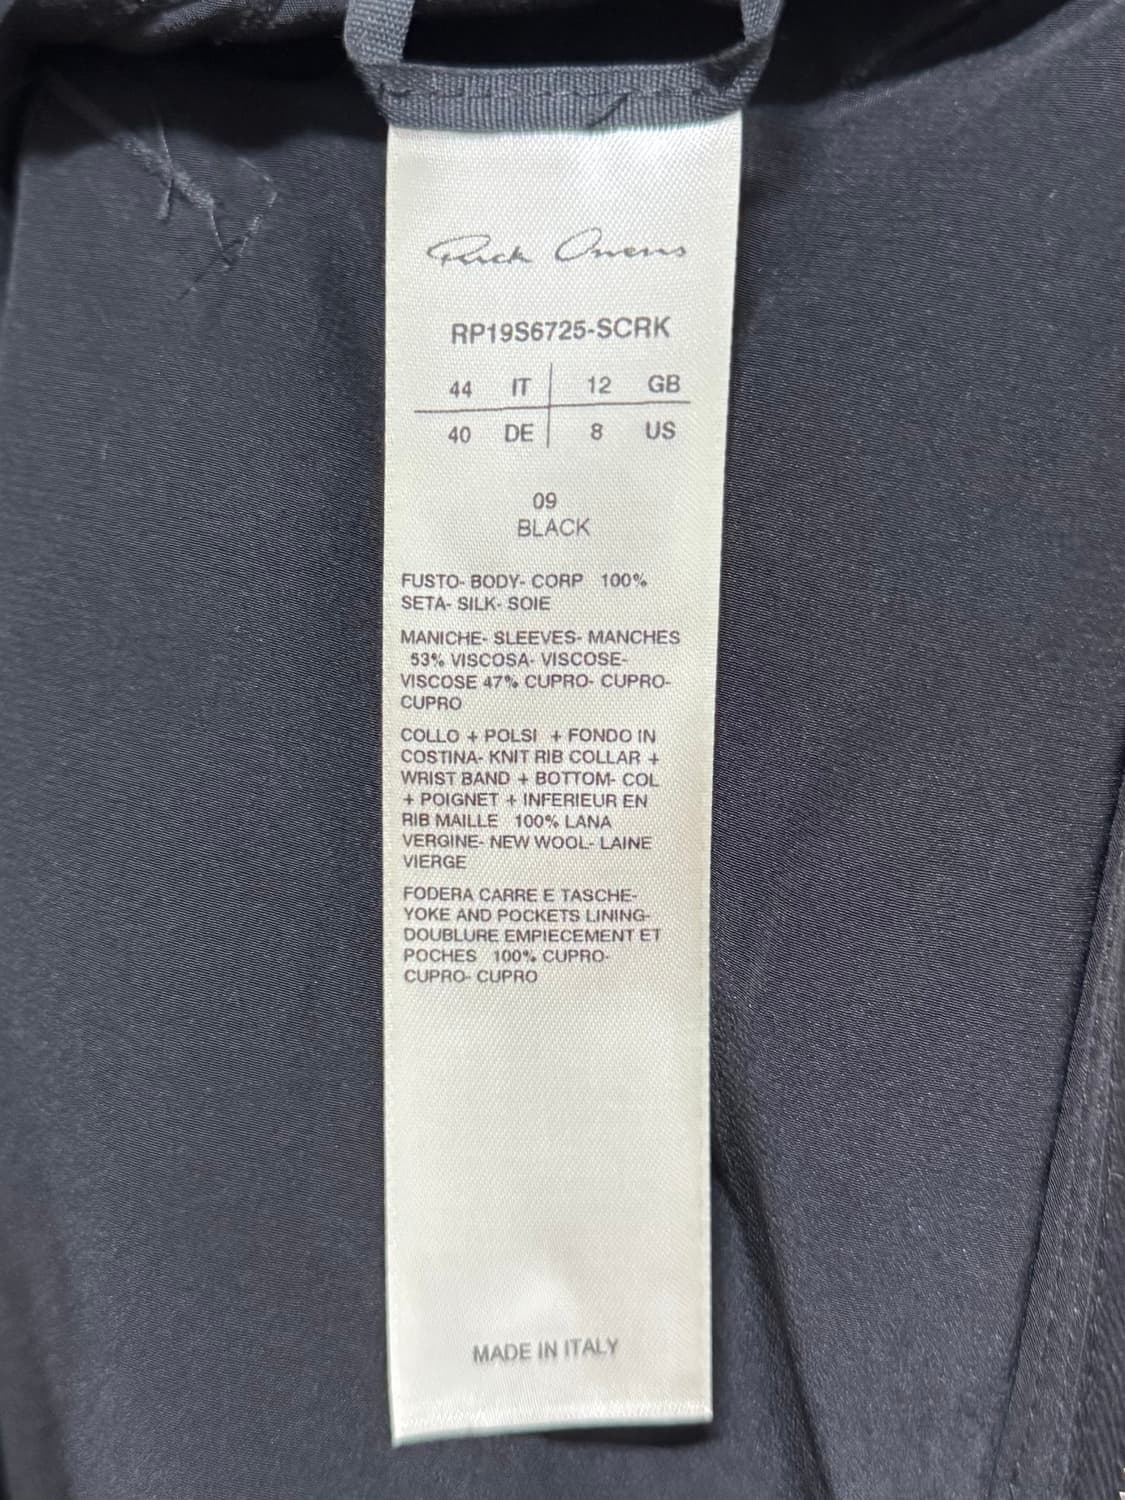 Rick Owens
RP19S6725-SCRK
44 IT 12 GB
40 DE 8 US
09
BLACK
FUSTO- BODY- CORP 100%
SETA- SILK- SOIE
MANICHE- SLEEVES- MANCHES
53% VISCOSA- VISCOSE-
VISCOSE 47% CUPRO- CUPRO-
CUPRO
COLLO + POLSI + FONDO IN
COSTINA- KNIT RIB COLLAR +
WRIST BAND + BOTTOM- COL
+ POIGNET + INFERIEUR EN
RIB MAILLE 100% LANA
VERGINE- NEW WOOL- LAINE
VIERGE
FODERA CARRE E TASCHE-
YOKE AND POCKETS LINING-
DOUBLURE EMPIECEMENT ET
POCHES 100% CUPRO-
CUPRO- CUPRO
MADE IN ITALY